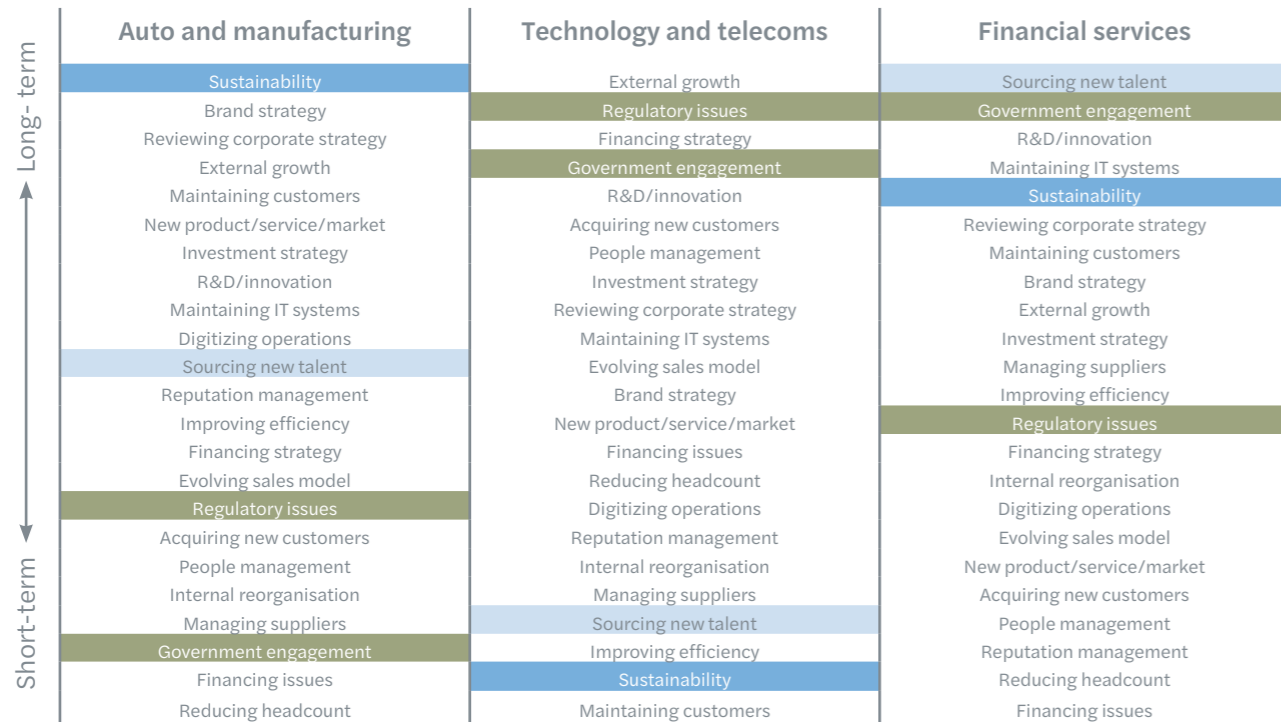 Auto and manufacturing
Technology and telecoms
Financial services
Long- term
Short-term
Sustainability
External growth
Sourcing new talent
Brand strategy
Regulatory issues
Government engagement
Reviewing corporate strategy
Financing strategy
R&D/innovation
External growth
Government engagement
Maintaining IT systems
Maintaining customers
R&D/innovation
Sustainability
New product/service/market
Acquiring new customers
Reviewing corporate strategy
Investment strategy
People management
Maintaining customers
R&D/innovation
Investment strategy
Brand strategy
Maintaining IT systems
Reviewing corporate strategy
External growth
Digitizing operations
Maintaining IT systems
Investment strategy
Sourcing new talent
Evolving sales model
Managing suppliers
Reputation management
Brand strategy
Improving efficiency
Improving efficiency
New product/service/market
Regulatory issues
Financing strategy
Financing issues
Financing strategy
Evolving sales model
Reducing headcount
Internal reorganisation
Regulatory issues
Digitizing operations
Digitizing operations
Acquiring new customers
Reputation management
Evolving sales model
People management
Internal reorganisation
New product/service/market
Internal reorganisation
Managing suppliers
Acquiring new customers
Managing suppliers
Sourcing new talent
People management
Government engagement
Improving efficiency
Reputation management
Financing issues
Sustainability
Reducing headcount
Reducing headcount
Maintaining customers
Financing issues